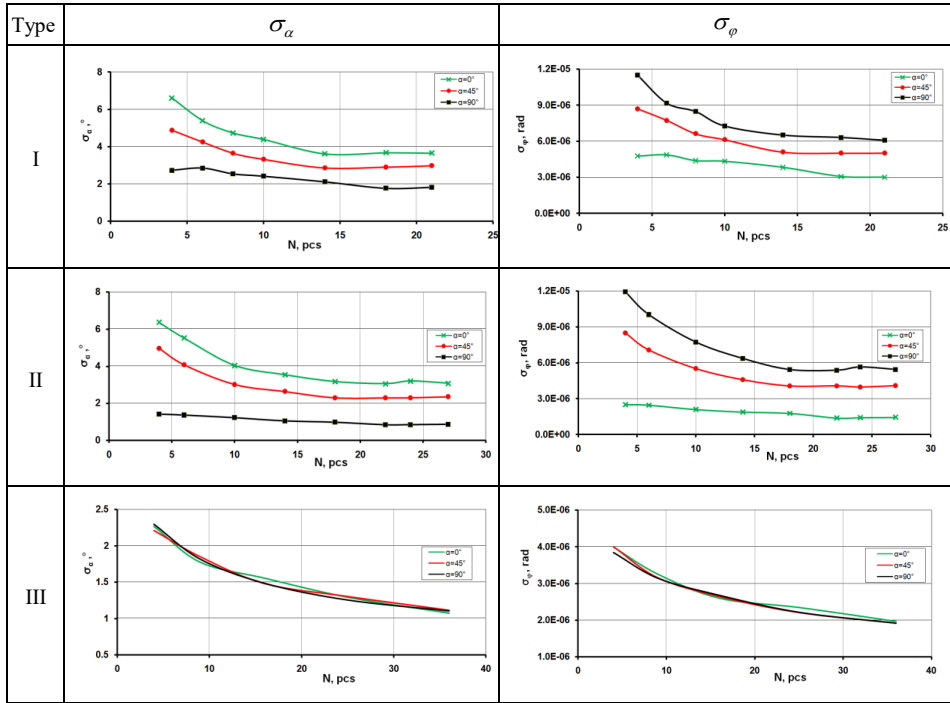 Type σα σφ
I
σα ,°
8
6
4
2
0
0 5 10 15 20 25
N, pcs
α=0°
α=45°
α=90°
σφ, rad
1.2E-05
9.0E-06
6.0E-06
3.0E-06
0.0E+00
0 5 10 15 20 25
N, pcs
α=0°
α=45°
α=90°
II
σα ,°
8
6
4
2
0
0 5 10 15 20 25 30
N, pcs
α=0°
α=45°
α=90°
σφ, rad
1.2E-05
9.0E-06
6.0E-06
3.0E-06
0.0E+00
0 5 10 15 20 25 30
N, pcs
α=0°
α=45°
α=90°
III
σα ,°
2.5
2
1.5
1
0.5
0 10 20 30 40
N, pcs
α=0°
α=45°
α=90°
σφ, rad
5.0E-06
4.0E-06
3.0E-06
2.0E-06
1.0E-06
0 10 20 30 40
N, pcs
α=0°
α=45°
α=90°